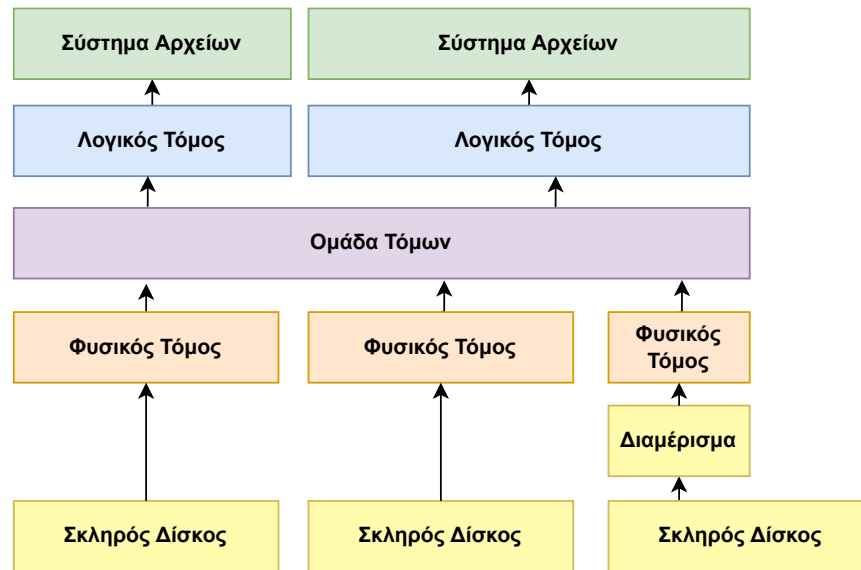 Σύστημα Αρχείων
Σύστημα Αρχείων
Λογικός Τόμος
Λογικός Τόμος
Ομάδα Τόμων
Φυσικός Τόμος
Φυσικός Τόμος
Φυσικός
Τόμος
Διαμέρισμα
Σκληρός Δίσκος
Σκληρός Δίσκος
Σκληρός Δίσκος